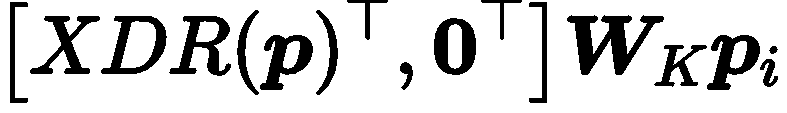 [XDR(𝒑)^⊤, 𝟎^⊤] 𝑾_K 𝒑_i